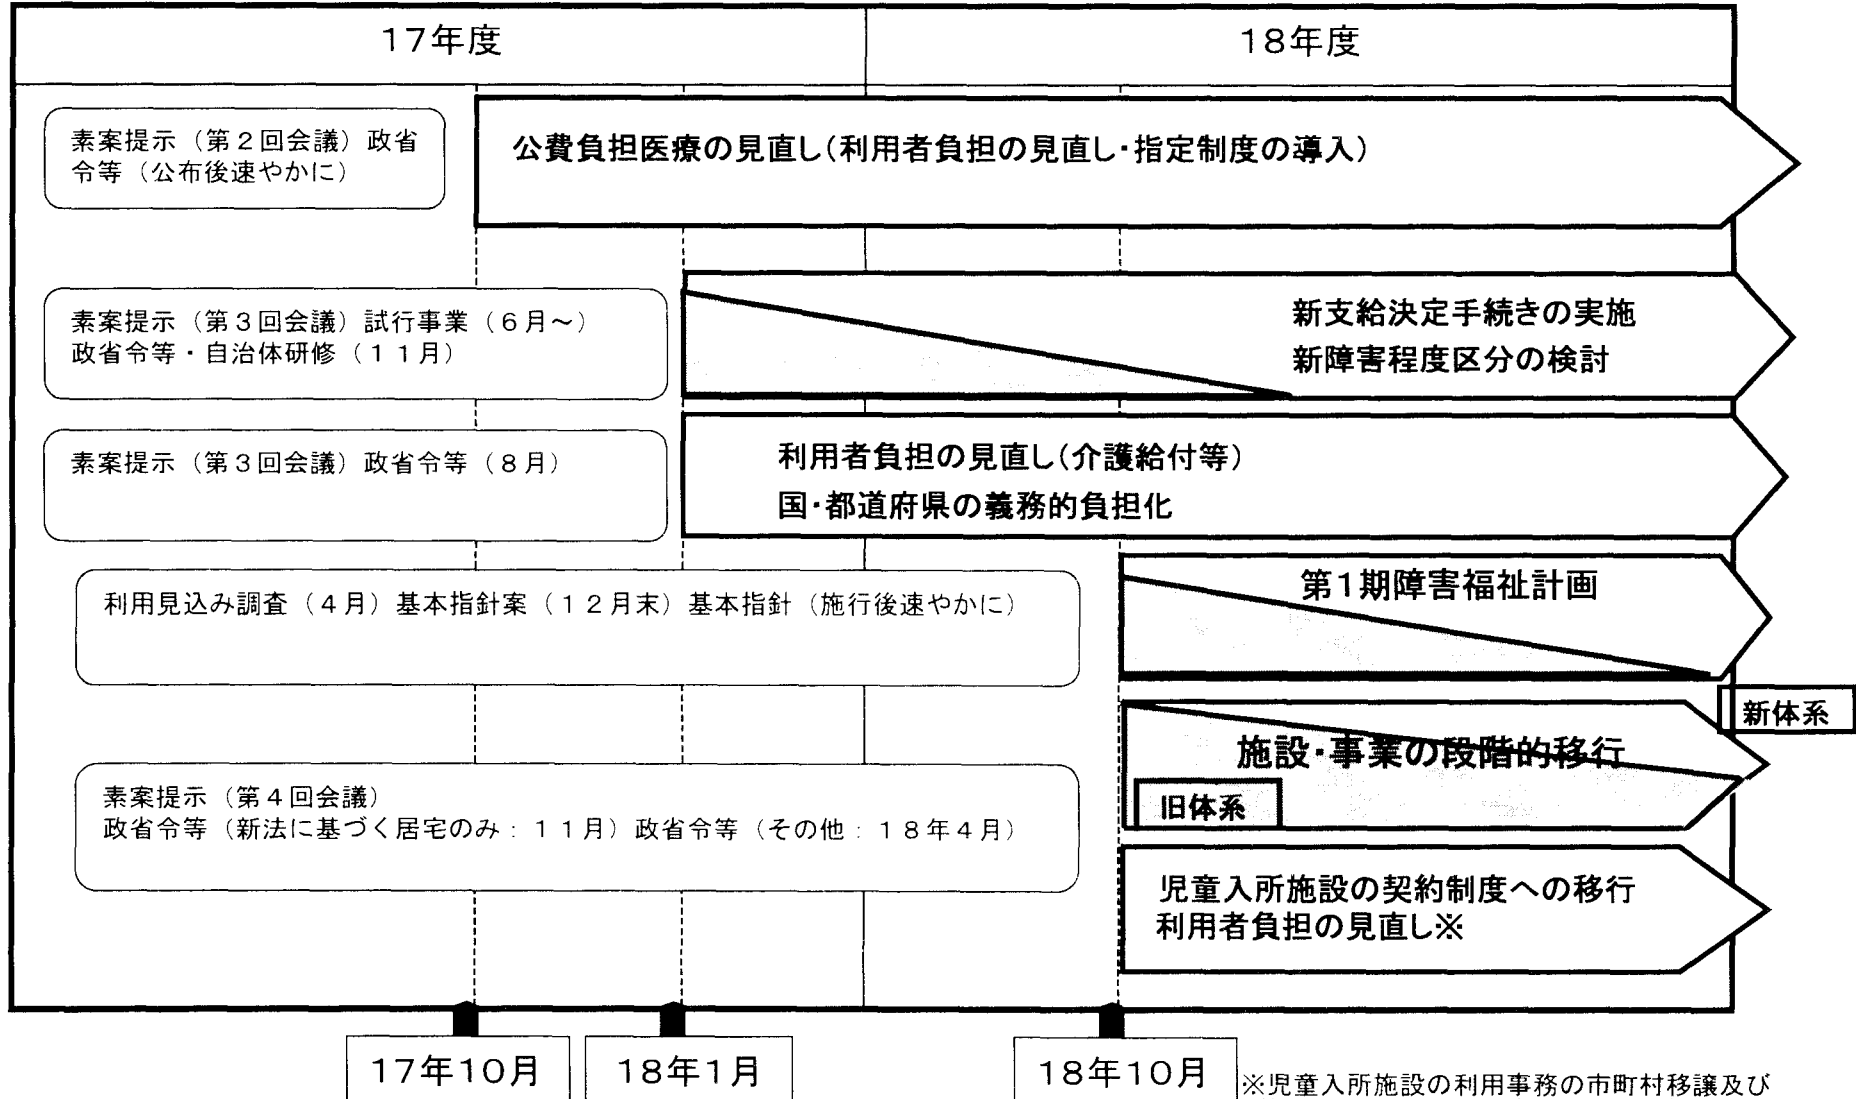 17年度
18年度
素案提示（第２回会議）政省
令等（公布後速やかに）
公費負担医療の見直し（利用者負担の見直し・指定制度の導入）
素案提示（第３回会議）試行事業（６月～）
政省令等・自治体研修（１１月）
新支給決定手続きの実施
新障害程度区分の検討
素案提示（第３回会議）政省令等（８月）
利用者負担の見直し（介護給付等）
国・都道府県の義務的負担化
利用見込み調査（４月）基本指針案（１２月末）基本指針（施行後速やかに）
第１期障害福祉計画
新体系
施設・事業の段階的移行
旧体系
素案提示（第４回会議）
政省令等（新法に基づく居宅のみ：１１月）政省令等（その他：１８年４月）
児童入所施設の契約制度への移行
利用者負担の見直し※
17年10月
18年1月
18年10月
※児童入所施設の利用事務の市町村移譲及び